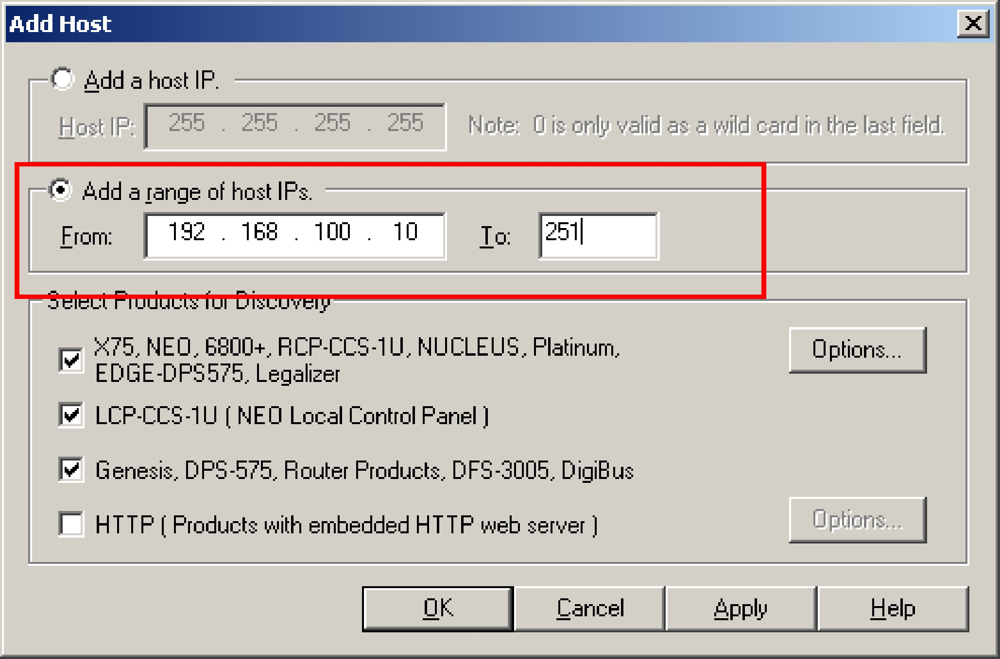 Add Host
Add a host IP.
Host IP: 255 . 255 . 255 . 255 Note: 0 is only valid as a wild card in the last field.
Add a range of host IPs.
From: 192 . 168 . 100 . 10 To: 251
Select Products for Discovery
X75, NEO, 6800+, RCP-CCS-1U, NUCLEUS, Platinum,
EDGE-DPS575, Legalizer
Options...
LCP-CCS-1U ( NEO Local Control Panel )
Genesis, DPS-575, Router Products, DFS-3005, DigiBus
HTTP ( Products with embedded HTTP web server )
Options...
OK Cancel Apply Help